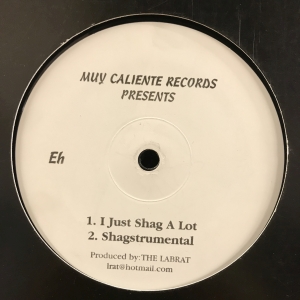 MUY CALIENTE RECORDS
PRESENTS
Eh
1. I Just Shag A Lot
2. Shagstrumental
Produced by: THE LABRAT
lrat@hotmail.com